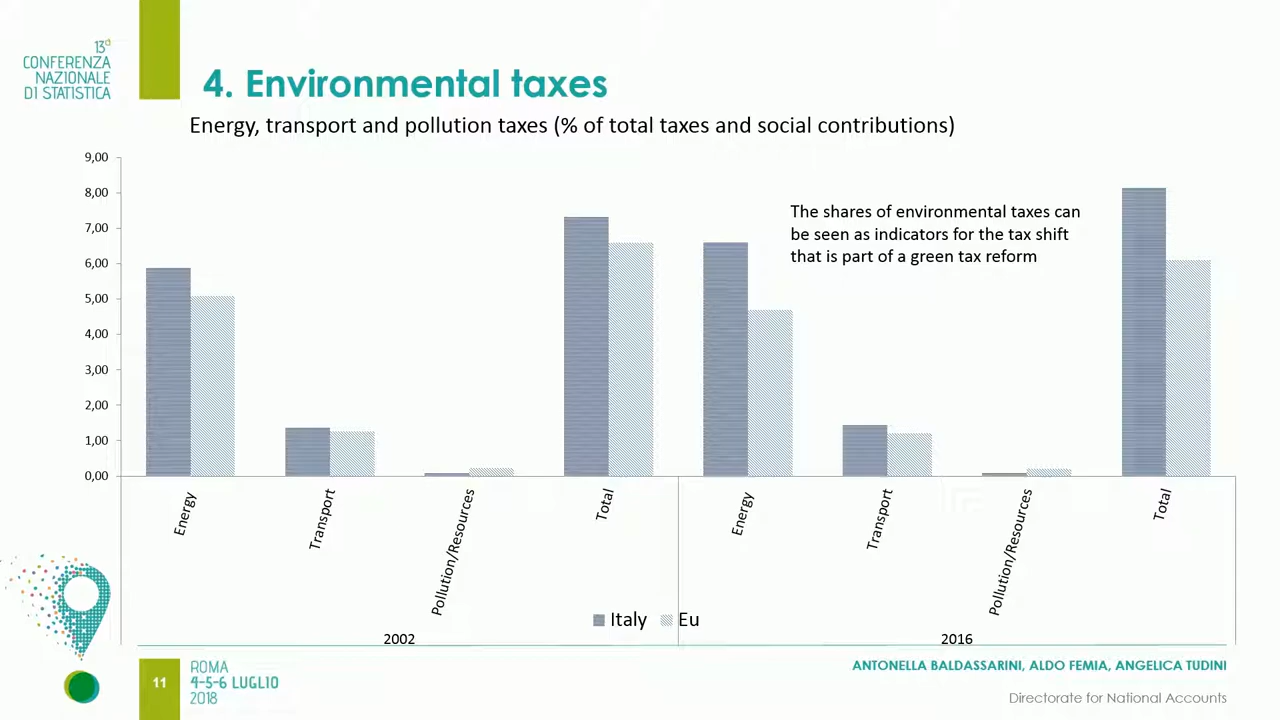 13a
CONFERENZA
NAZIONALE
DI STATISTICA
4. Environmental taxes
Energy, transport and pollution taxes (% of total taxes and social contributions)
9,00
8,00
7,00
6,00
5,00
4,00
3,00
2,00
1,00
0,00
The shares of environmental taxes can
be seen as indicators for the tax shift
that is part of a green tax reform
Energy
Transport
Pollution/Resources
Total
Energy
Transport
Pollution/Resources
Total
Italy
Eu
2002
2016
11
ROMA
4-5-6 LUGLIO
2018
ANTONELLA BALDASSARINI, ALDO FEMIA, ANGELICA TUDINI
Directorate for National Accounts